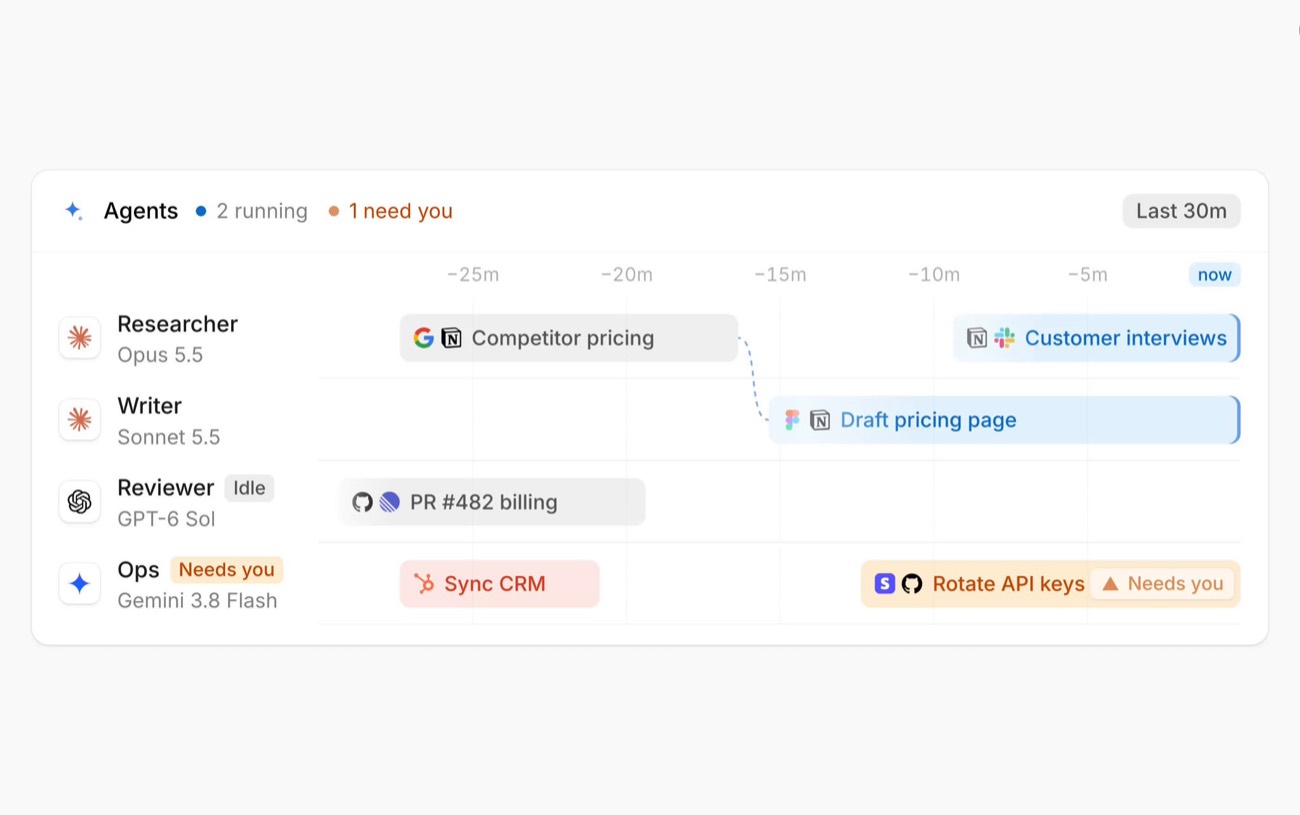 Agents 2 running 1 need you Last 30m
−25m −20m −15m −10m −5m now
Researcher
Opus 5.5
Competitor pricing
Customer interviews
Writer
Sonnet 5.5
Draft pricing page
Reviewer Idle
GPT-6 Sol
PR #482 billing
Ops Needs you
Gemini 3.8 Flash
Sync CRM
Rotate API keys Needs you